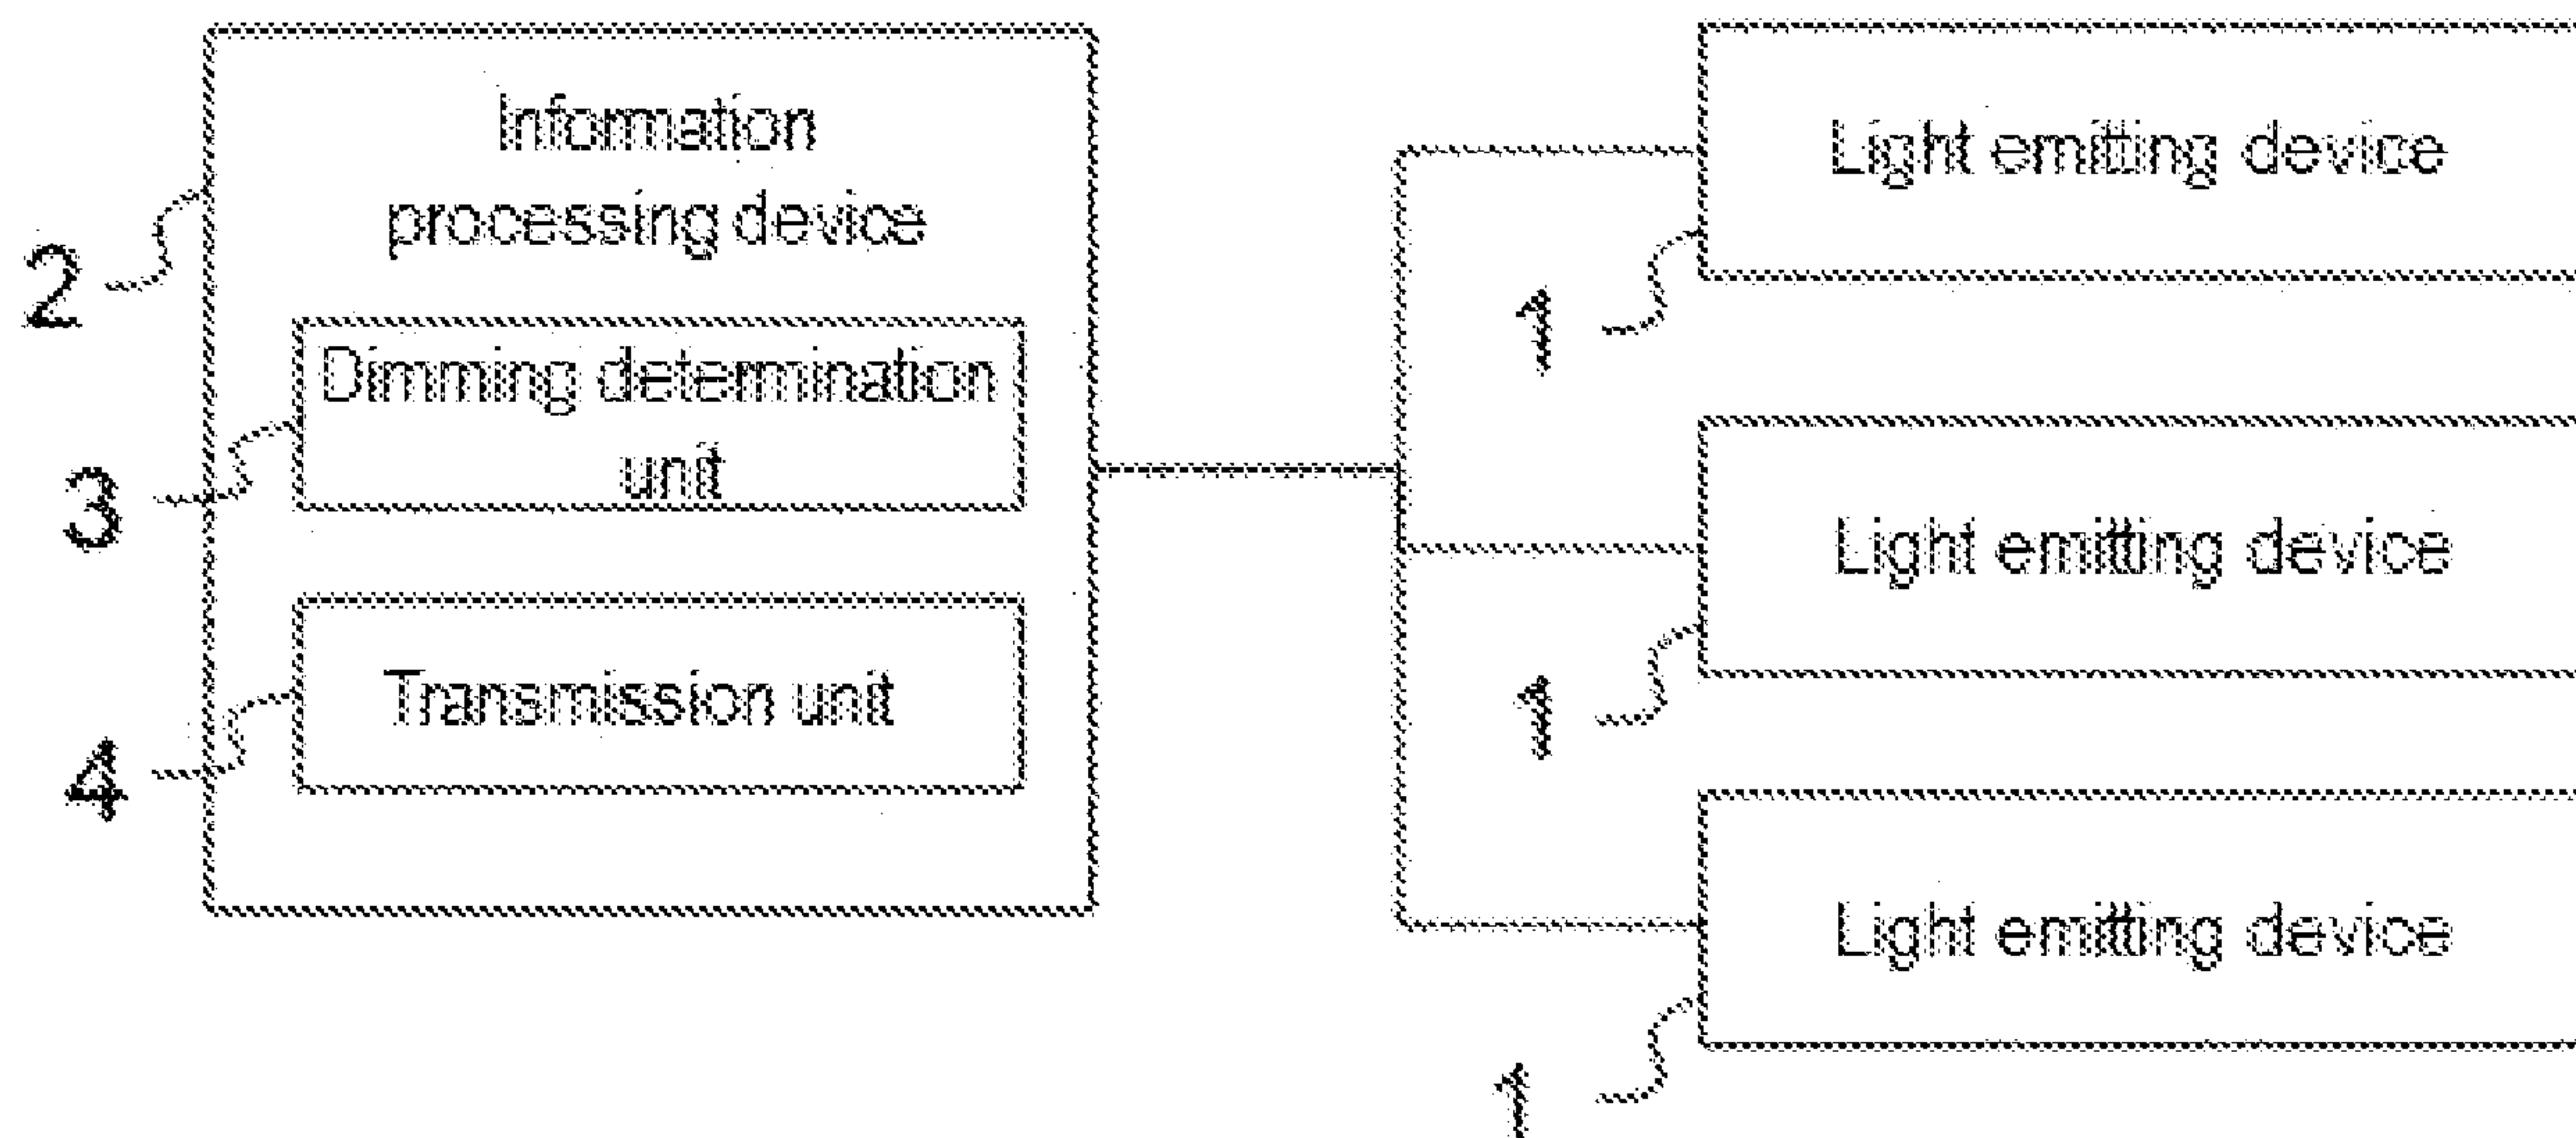 Information
processing device
2
Dimming determination
unit
3
Transmission unit
4
Light emitting device
1
Light emitting device
1
Light emitting device
1